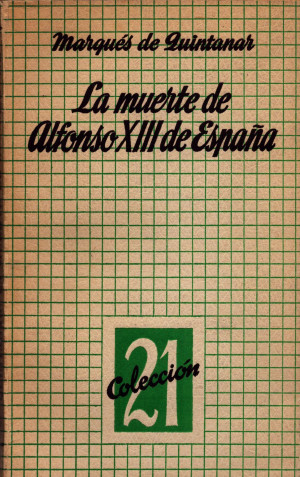 Marqués de Quintanar
La muerte de
Alfonso XIII de España
21
Colección